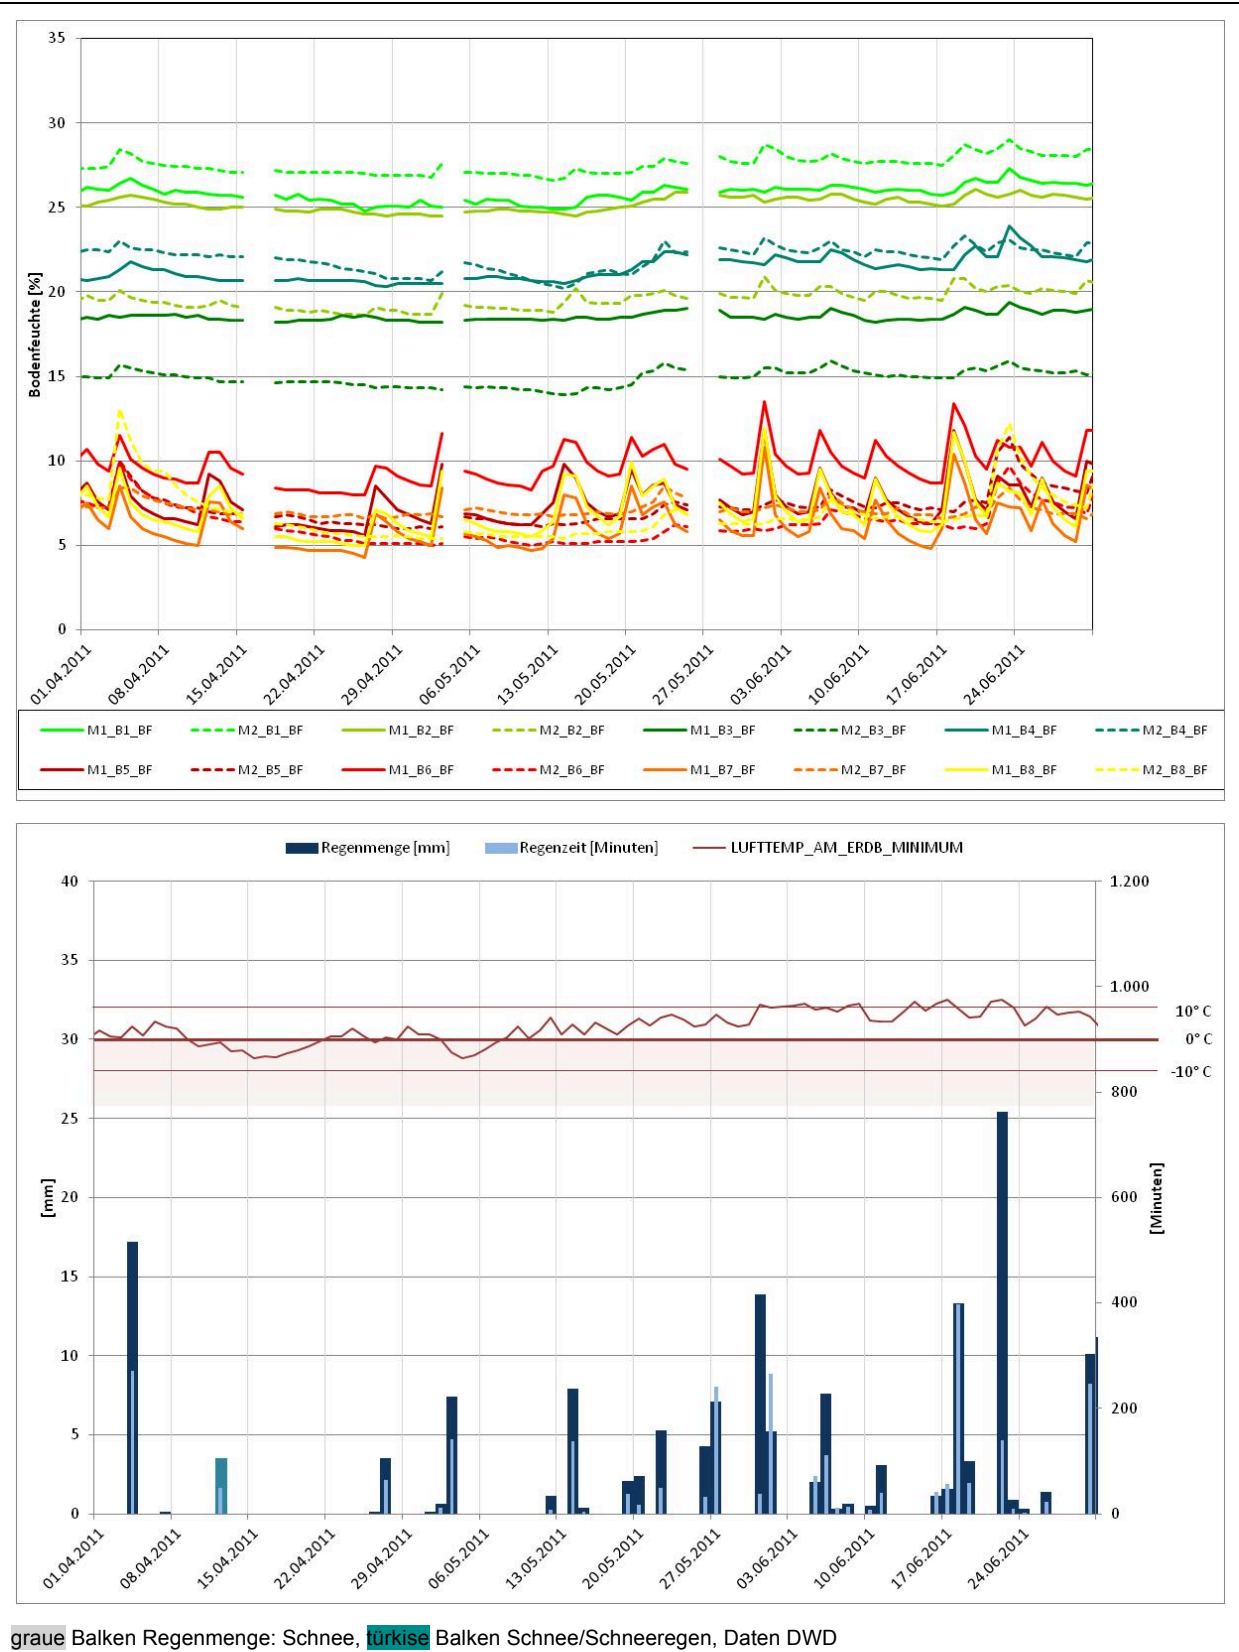 35
30
25
20
15
10
5
0
Bodenfeuchte [%]
01.04.2011 08.04.2011 15.04.2011 22.04.2011 29.04.2011 06.05.2011 13.05.2011 20.05.2011 27.05.2011 03.06.2011 10.06.2011 17.06.2011 24.06.2011
M1_B1_BF M2_B1_BF M1_B2_BF M2_B2_BF M1_B3_BF M2_B3_BF M1_B4_BF M2_B4_BF
M1_B5_BF M2_B5_BF M1_B6_BF M2_B6_BF M1_B7_BF M2_B7_BF M1_B8_BF M2_B8_BF
Regenmenge [mm] Regenzeit [Minuten] LUFTTEMP_AM_ERDB_MINIMUM
40
35
30
25
20
15
10
5
0
[mm]
1.200
1.000
10° C
0° C
-10° C
800
600
400
200
0
[Minuten]
01.04.2011 08.04.2011 15.04.2011 22.04.2011 29.04.2011 06.05.2011 13.05.2011 20.05.2011 27.05.2011 03.06.2011 10.06.2011 17.06.2011 24.06.2011
graue Balken Regenmenge: Schnee, türkise Balken Schnee/Schneeregen, Daten DWD